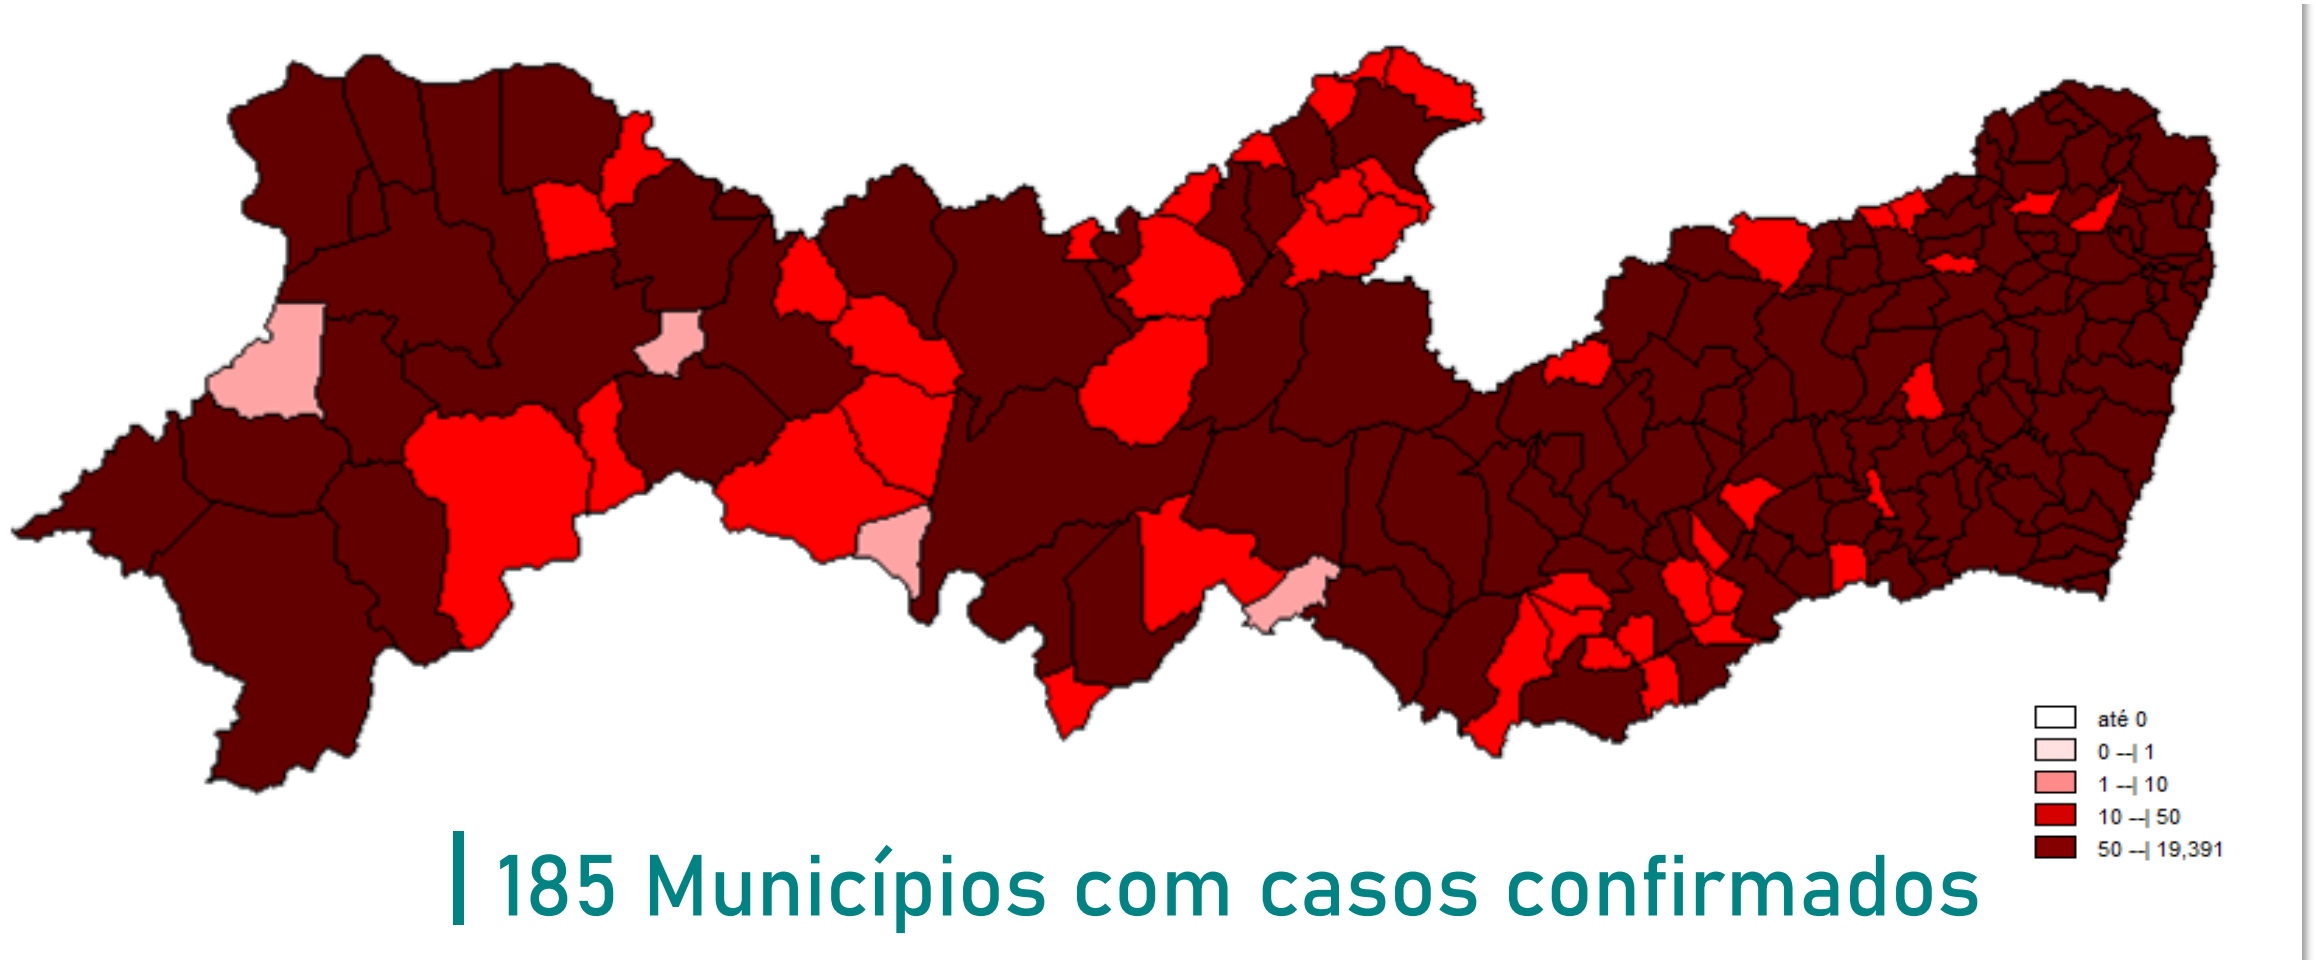 até 0
0 --| 1
1 --| 10
10 --| 50
50 --| 19,391
185 Municípios com casos confirmados